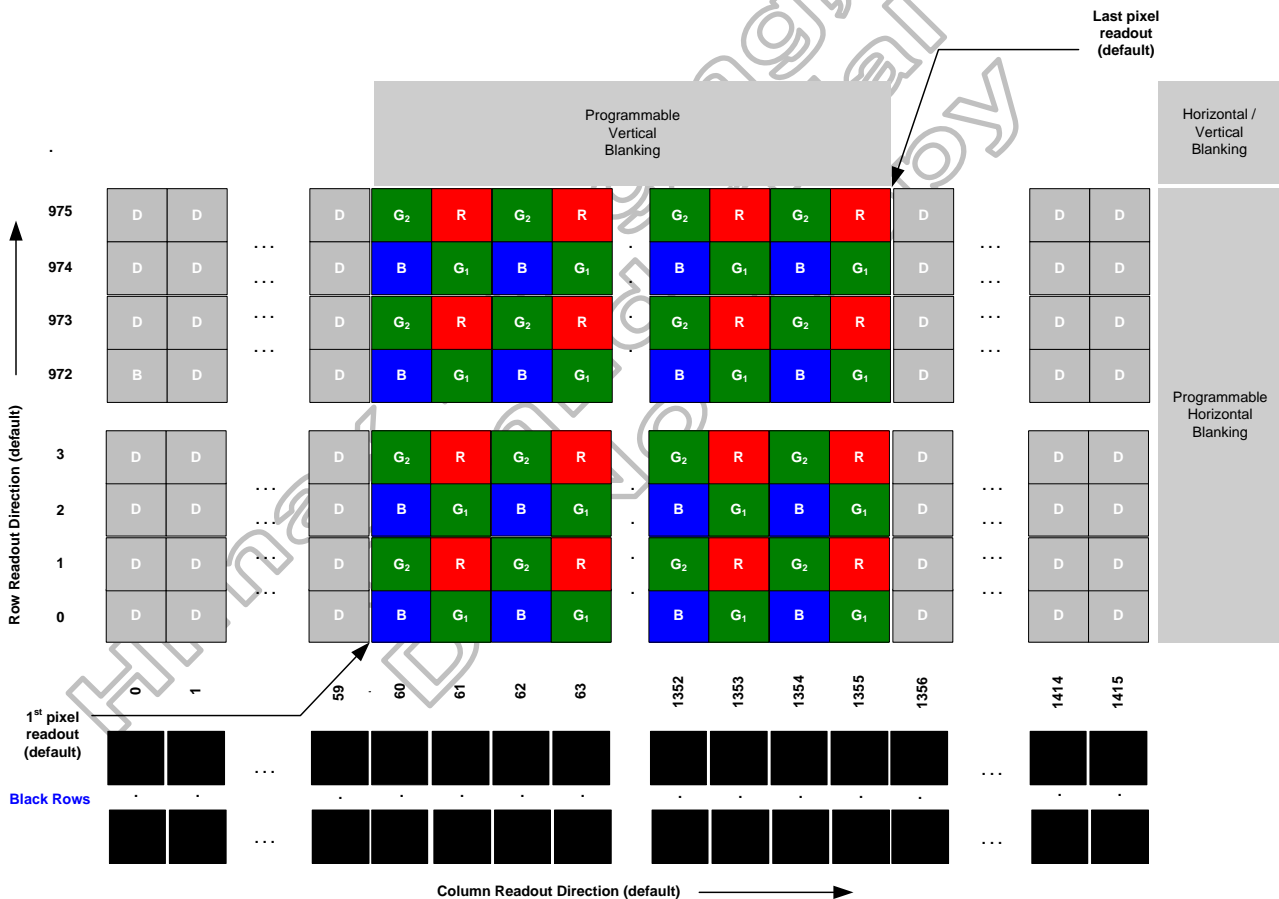 Last pixel
readout
(default)
Programmable
Vertical
Blanking
Horizontal /
Vertical
Blanking
.
975 D D D G₂ R G₂ R G₂ R G₂ R D D D
... ...
974 D D D B G₁ B G₁ . B G₁ B G₁ D D D
... . ...
973 D D ... D G₂ R G₂ R . G₂ R G₂ R D ... D D
... . ...
972 B D D B G₁ B G₁ B G₁ B G₁ D D D
Programmable
Horizontal
Blanking
3 D D D G₂ R G₂ R G₂ R G₂ R D D D
... . ...
2 D D ... D B G₁ B G₁ . B G₁ B G₁ D ... D D
1 D D ... D G₂ R G₂ R . G₂ R G₂ R D ... D D
... . ...
0 D D D B G₁ B G₁ B G₁ B G₁ D D D
Row Readout Direction (default)
0 1 59 . 60 61 62 63 1352 1353 1354 1355 1356 1414 1415
1st pixel
readout
(default)
... ...
Black Rows . . . . . . . . . . . . . .
... ...
Column Readout Direction (default)